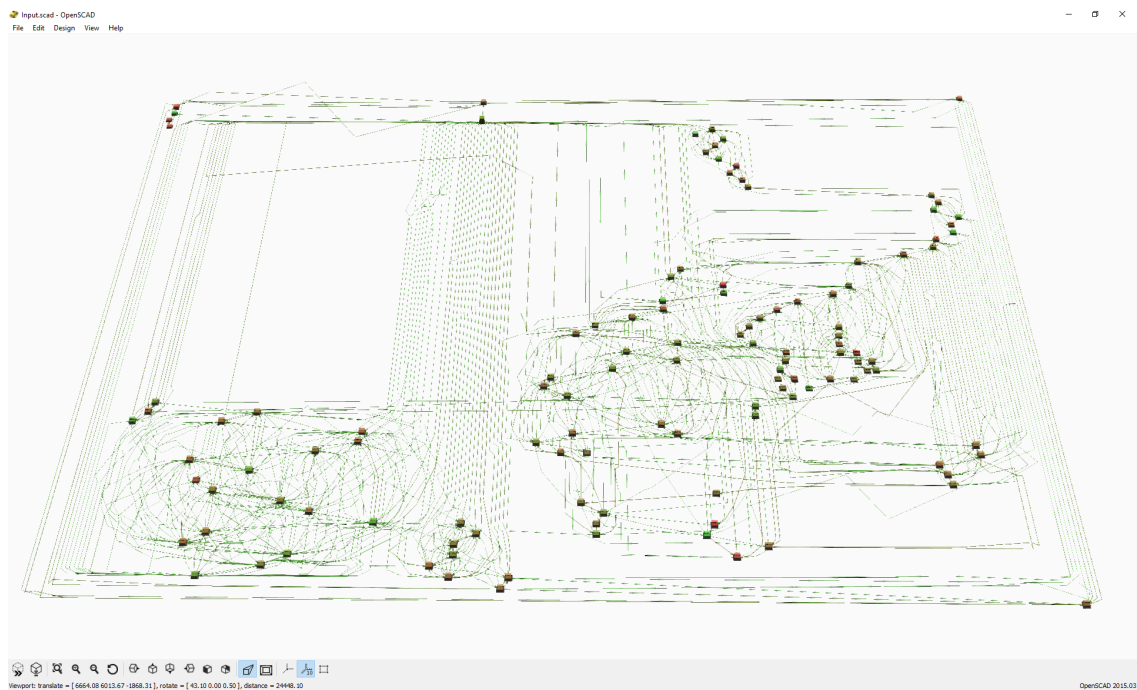 Input.scad - OpenSCAD
File Edit Design View Help
Viewport: translate = [ 6664.08 6013.67 -1868.31 ], rotate = [ 43.10 0.00 0.50 ], distance = 24448.10
OpenSCAD 2015.03